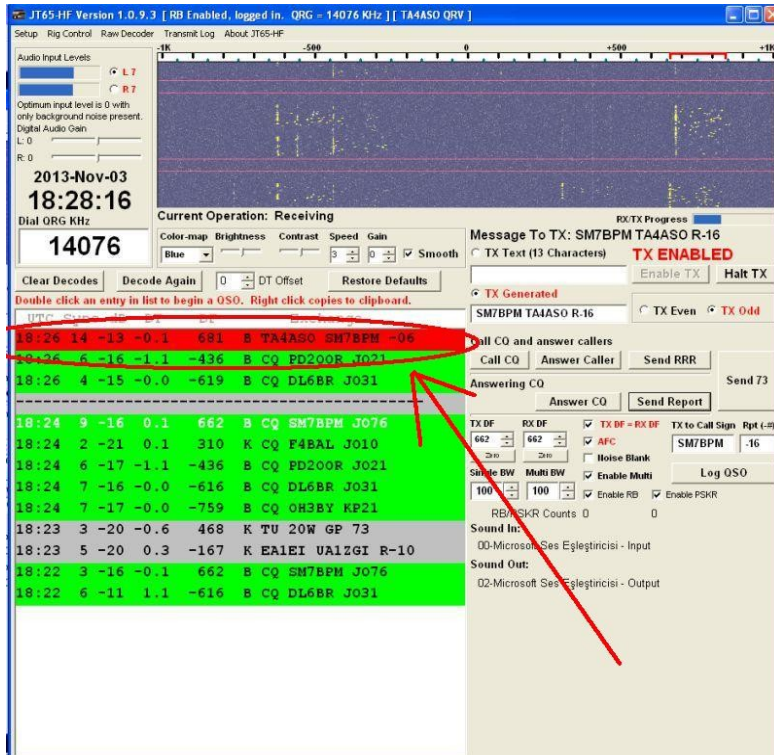 JT65-HF Version 1.0.9.3 [ RB Enabled, logged in. QRG = 14076 KHz ] [ TA4ASO QRV ]
Setup Rig Control Raw Decoder Transmit Log About JT65-HF
Audio Input Levels
L 7
R 7
Optimum input level is 0 with
only background noise present.
Digital Audio Gain
L: 0
R: 0
2013-Nov-03
18:28:16
Dial QRG KHz
14076
-1K -500 0 +500 +1K
Current Operation: Receiving
RX/TX Progress
Color-map Brightness Contrast Speed Gain
Blue 3 0 Smooth
Clear Decodes Decode Again 0 DT Offset Restore Defaults
Double click an entry in list to begin a QSO. Right click copies to clipboard.
UTC Sync dB DT DF Exchange
18:26 14 -13 -0.1 681 B TA4ASO SM7BPM -06
18:26 6 -16 -1.1 -436 B CQ PD200R JO21
18:26 4 -15 -0.0 -619 B CQ DL6BR JO31
18:24 9 -16 0.1 662 B CQ SM7BPM JO76
18:24 2 -21 0.1 310 K CQ F4BAL JO10
18:24 6 -17 -1.1 -436 B CQ PD200R JO21
18:24 7 -16 -0.0 -616 B CQ DL6BR JO31
18:24 7 -17 -0.0 -759 B CQ OH3BY KP21
18:23 3 -20 -0.6 468 K TU 20W GP 73
18:23 5 -20 0.3 -167 K EA1EI UA1ZGI R-10
18:22 3 -16 -0.1 662 B CQ SM7BPM JO76
18:22 6 -11 1.1 -616 B CQ DL6BR JO31
Message To TX: SM7BPM TA4ASO R-16
TX Text (13 Characters) TX ENABLED
Enable TX Halt TX
TX Generated
SM7BPM TA4ASO R-16 TX Even TX Odd
Call CQ and answer callers
Call CQ Answer Caller Send RRR
Answering CQ Send 73
Answer CQ Send Report
TX DF RX DF TX DF = RX DF TX to Call Sign Rpt (-#)
662 662 AFC SM7BPM -16
Zero Zero Noise Blank
Single BW Multi BW Enable Multi Log QSO
100 100 Enable RB Enable PSKR
RB/PSKR Counts 0 0
Sound In:
00-Microsoft Ses Eşleştiricisi - Input
Sound Out:
02-Microsoft Ses Eşleştiricisi - Output